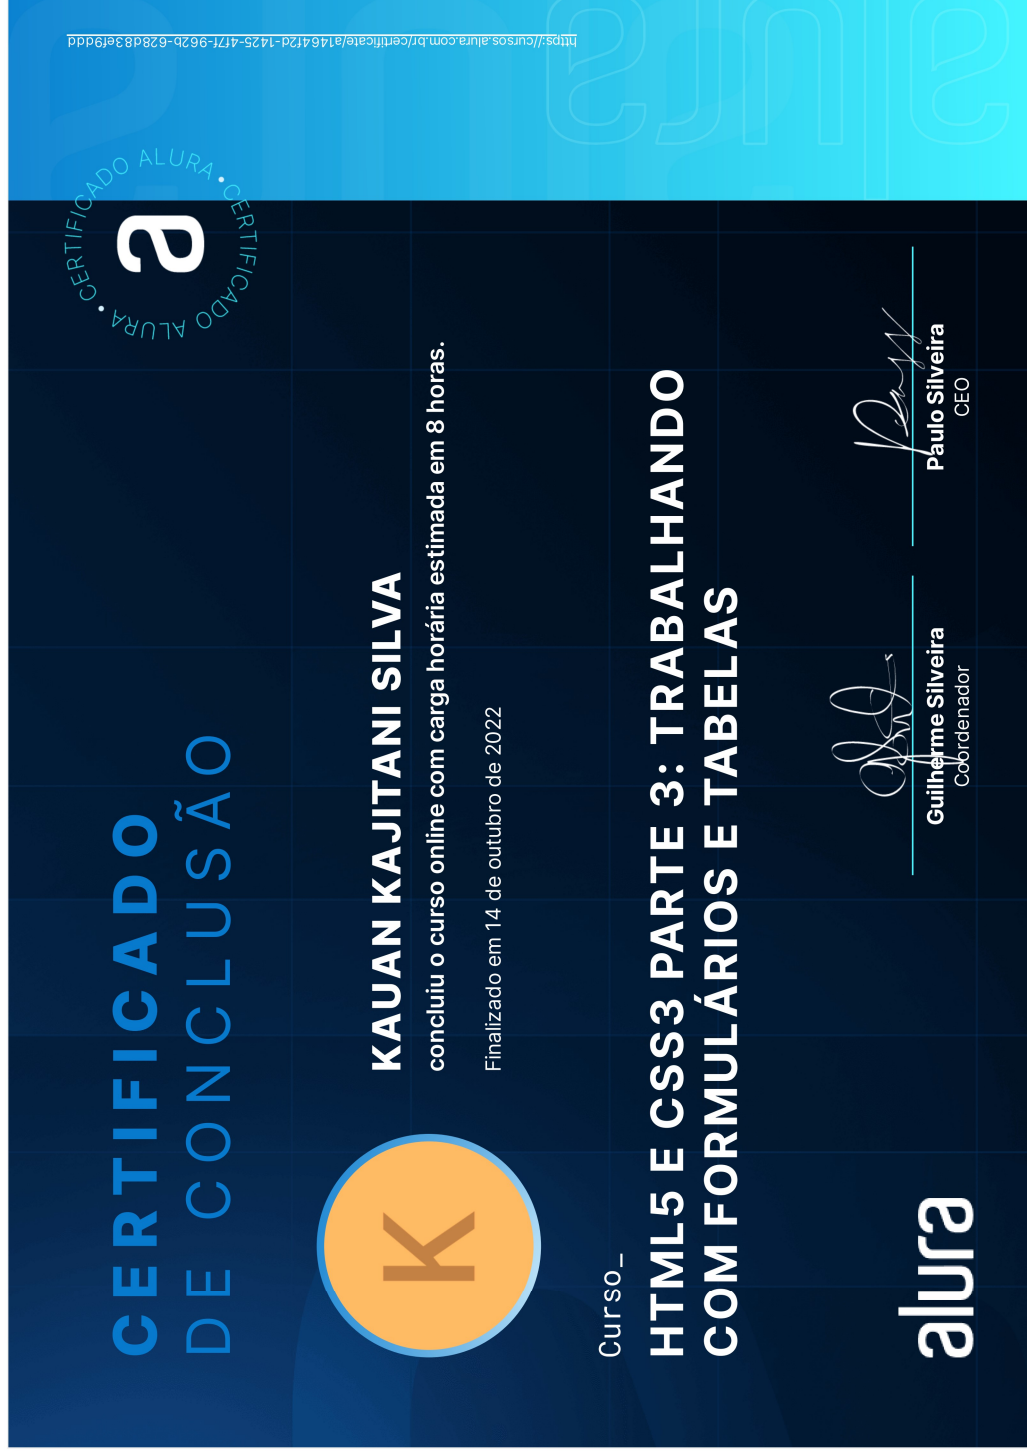 CERTIFICADO
DE CONCLUSÃO
CERTIFICADO ALURA • CERTIFICADO ALURA •
a
K
KAUAN KAJITANI SILVA
concluiu o curso online com carga horária estimada em 8 horas.
Finalizado em 14 de outubro de 2022
Curso_
HTML5 E CSS3 PARTE 3: TRABALHANDO
COM FORMULÁRIOS E TABELAS
alura
Guilherme Silveira
Coordenador
Paulo Silveira
CEO
https://cursos.alura.com.br/certificate/a1464f2d-1425-4f7f-962b-628d83ef9ddd
alura